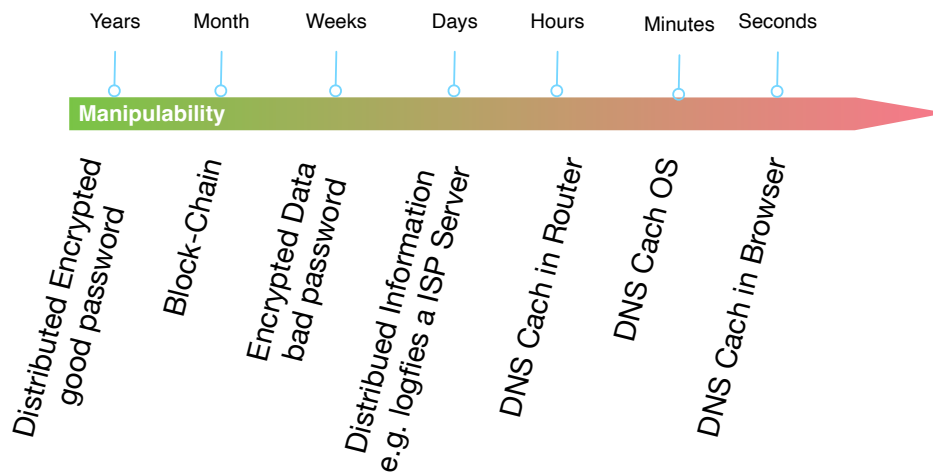 Years
Month
Weeks
Days
Hours
Minutes
Seconds
Manipulability
Distributed Encrypted
good password
Block-Chain
Encrypted Data
bad password
Distribued Information
e.g. logfies a ISP Server
DNS Cach in Router
DNS Cach OS
DNS Cach in Browser